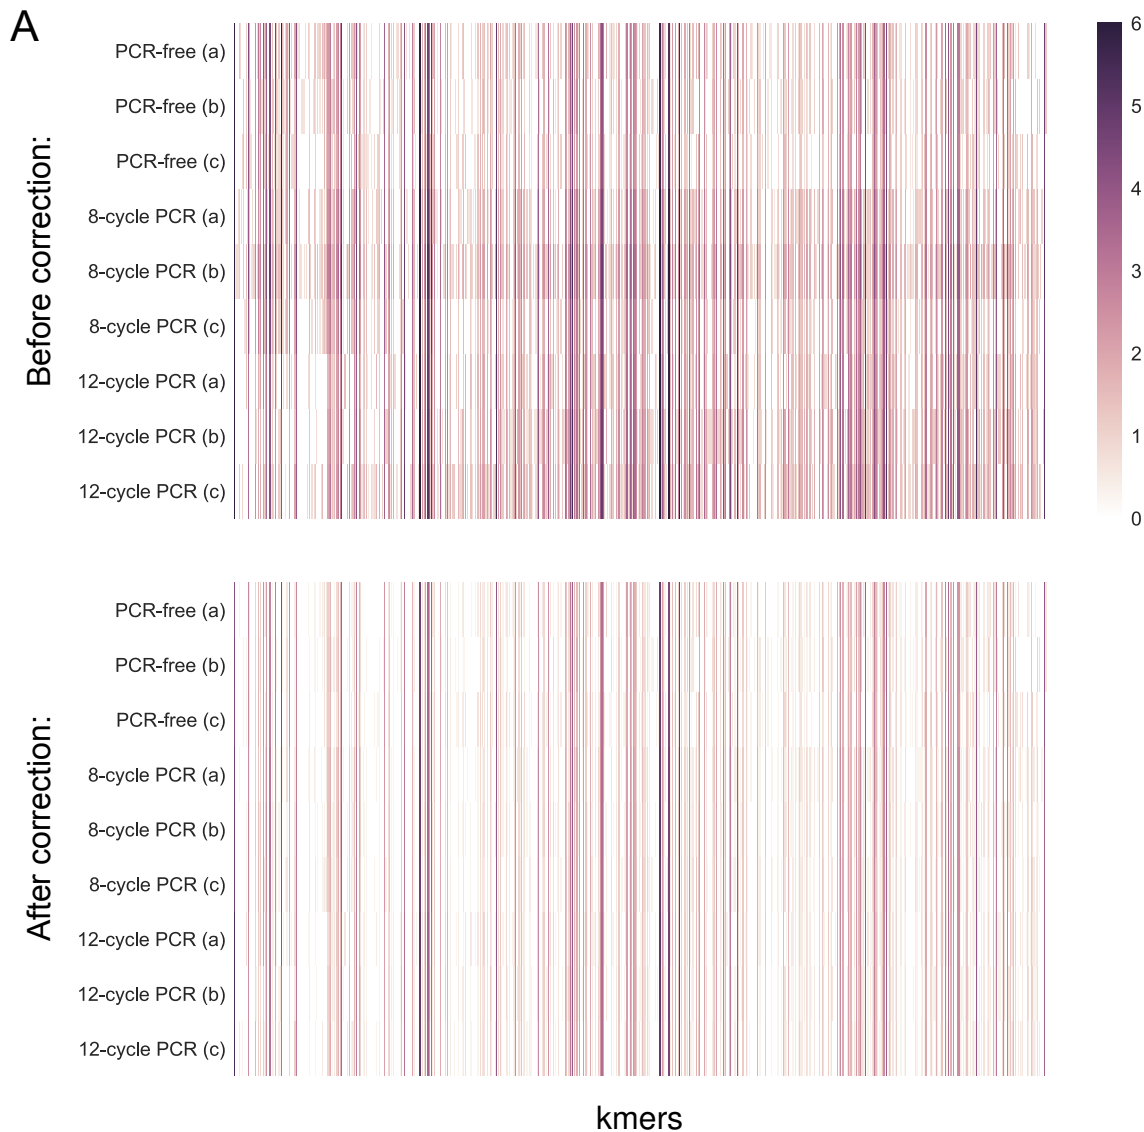 A
Before correction:
PCR-free (a)
PCR-free (b)
PCR-free (c)
8-cycle PCR (a)
8-cycle PCR (b)
8-cycle PCR (c)
12-cycle PCR (a)
12-cycle PCR (b)
12-cycle PCR (c)
6
5
4
3
2
1
0
After correction:
PCR-free (a)
PCR-free (b)
PCR-free (c)
8-cycle PCR (a)
8-cycle PCR (b)
8-cycle PCR (c)
12-cycle PCR (a)
12-cycle PCR (b)
12-cycle PCR (c)
kmers